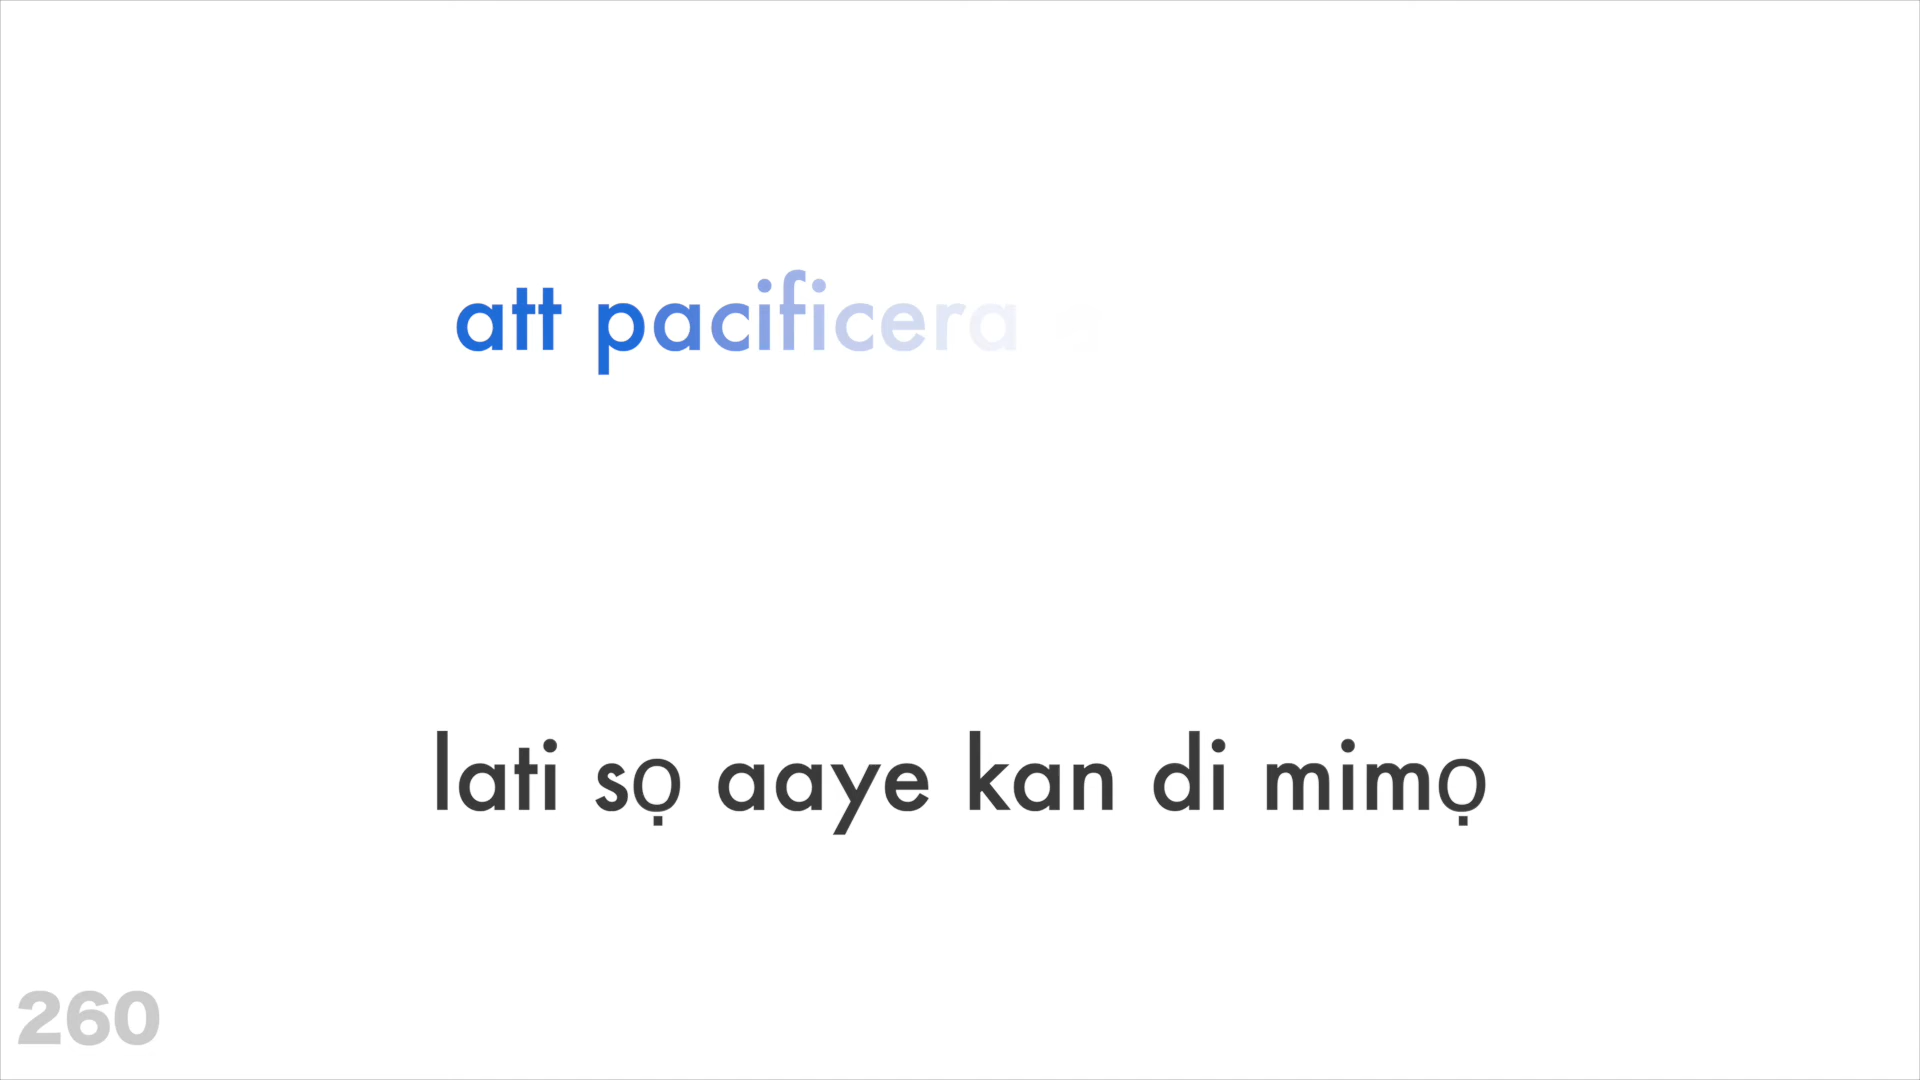 att pacificera
lati sọ aaye kan di mimọ
260